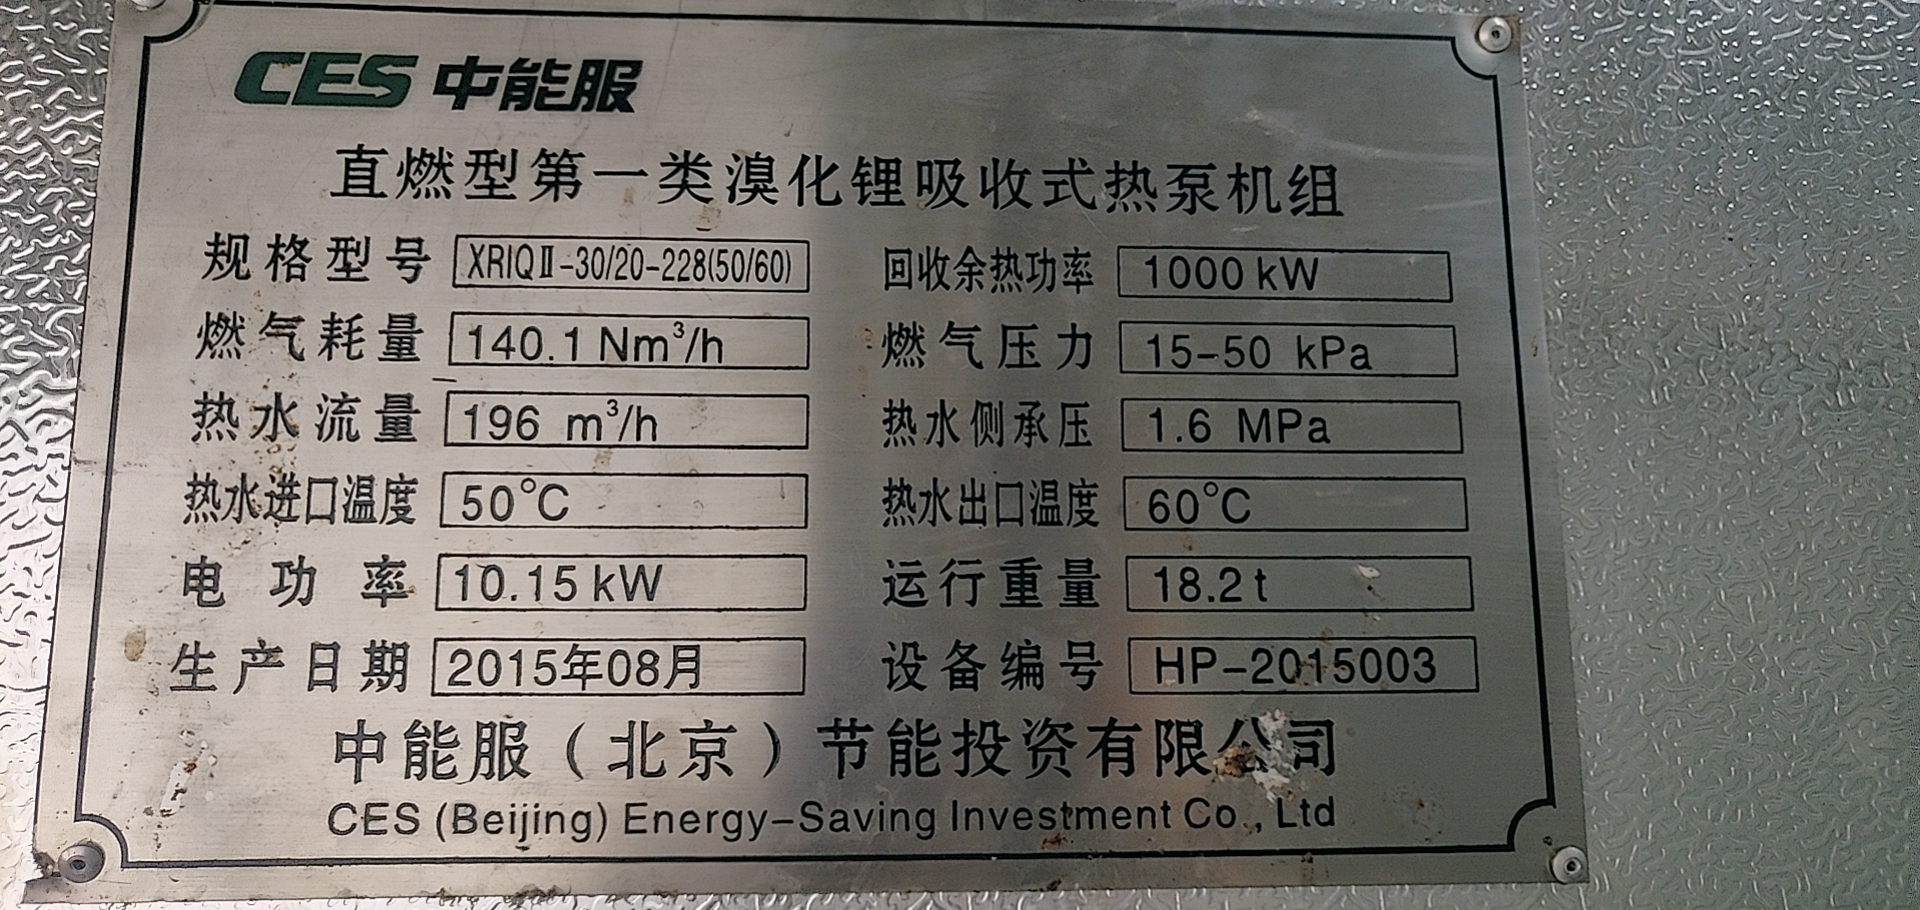 CES 中能服
直燃型第一类溴化锂吸收式热泵机组
规格型号 XRIQⅡ-30/20-228(50/60) 回收余热功率 1000 kW
燃气耗量 140.1 Nm³/h 燃气压力 15-50 kPa
热水流量 196 m³/h 热水侧承压 1.6 MPa
热水进口温度 50°C 热水出口温度 60°C
电功率 10.15 kW 运行重量 18.2 t
生产日期 2015年08月 设备编号 HP-2015003
中能服（北京）节能投资有限公司
CES (Beijing) Energy-Saving Investment Co., Ltd